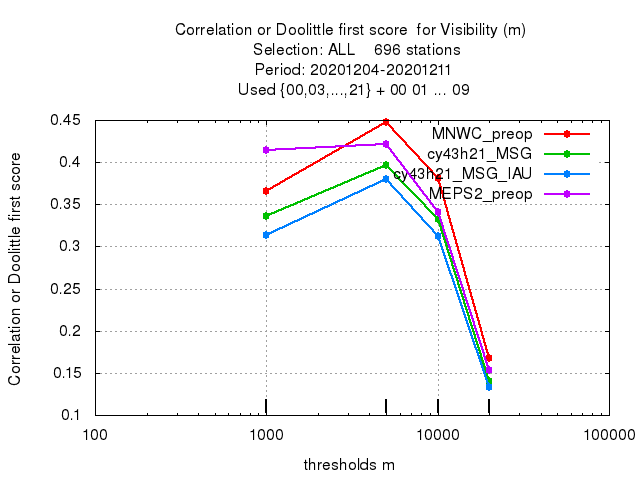 Correlation or Doolittle first score  for Visibility (m)
Selection: ALL    696 stations
Period: 20201204-20201211
Used {00,03,...,21} + 00 01 ... 09
Correlation or Doolittle first score
0.45
0.4
0.35
0.3
0.25
0.2
0.15
0.1
MNWC_preop
cy43h21_MSG
cy43h21_MSG_IAU
MEPS2_preop
100
1000
10000
100000
thresholds m